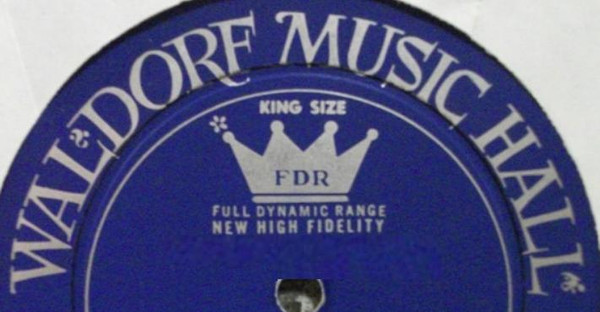 WALDORF MUSIC HALL
KING SIZE
FDR
FULL DYNAMIC RANGE
NEW HIGH FIDELITY